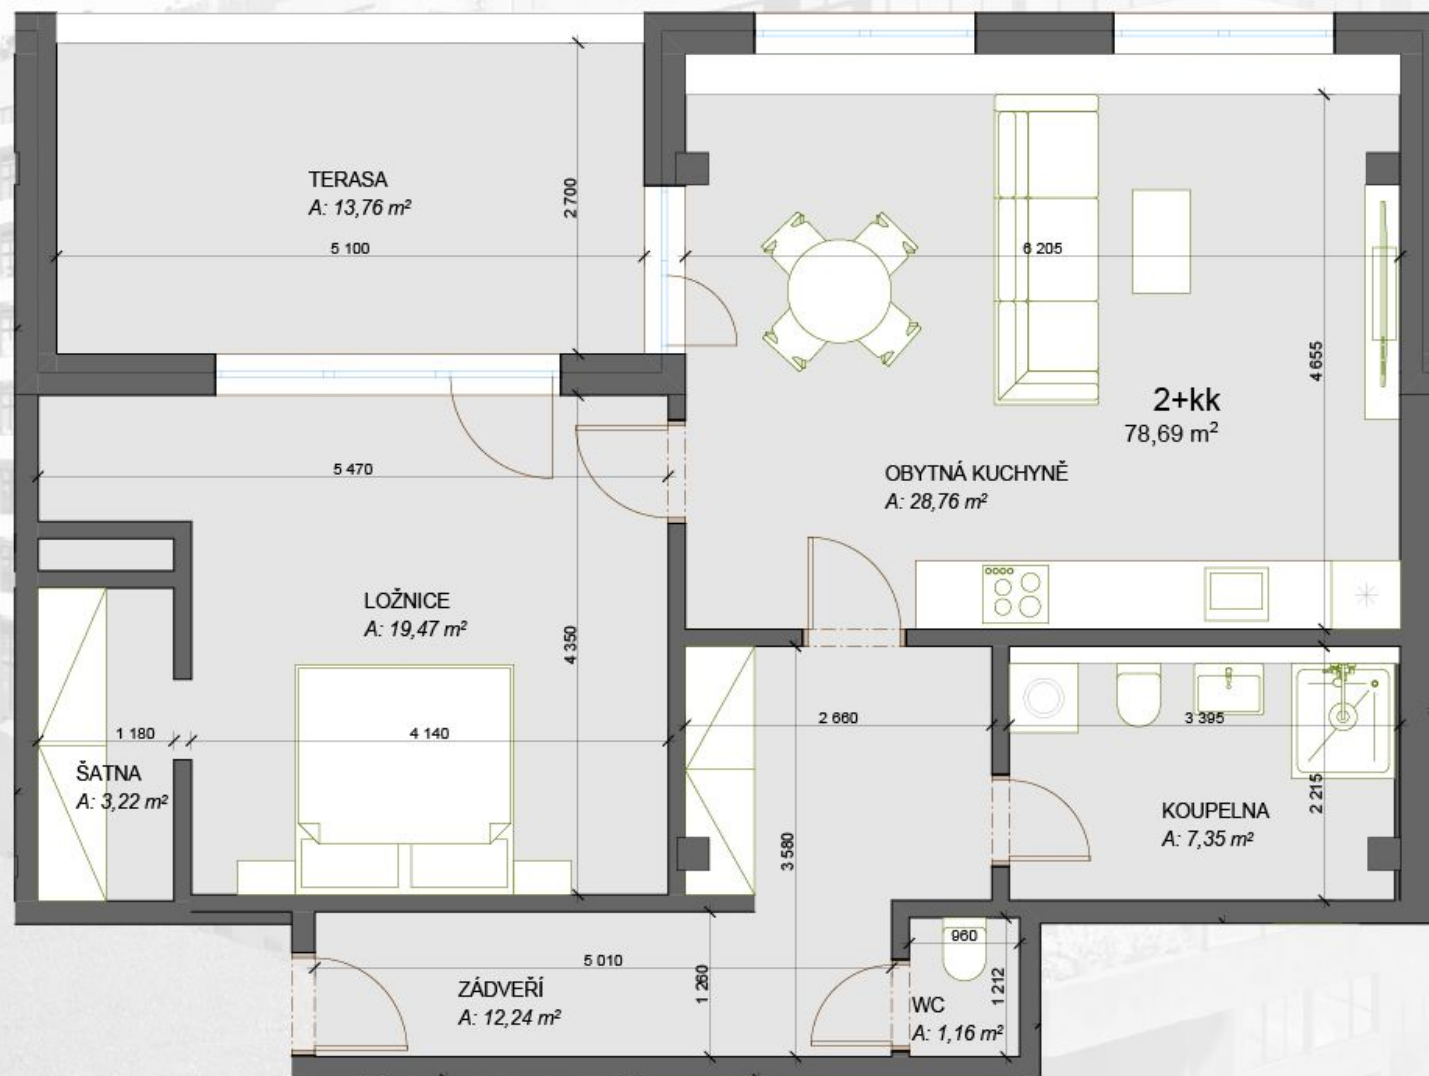 TERASA
A: 13,76 m²
5 100
2 700
6 205
4 655
2+kk
78,69 m²
OBYTNÁ KUCHYNĚ
A: 28,76 m²
5 470
LOŽNICE
A: 19,47 m²
4 350
1 180
4 140
ŠATNA
A: 3,22 m²
2 660
3 580
3 395
2 215
KOUPELNA
A: 7,35 m²
5 010
1 260
ZÁDVEŘÍ
A: 12,24 m²
960
1 212
WC
A: 1,16 m²